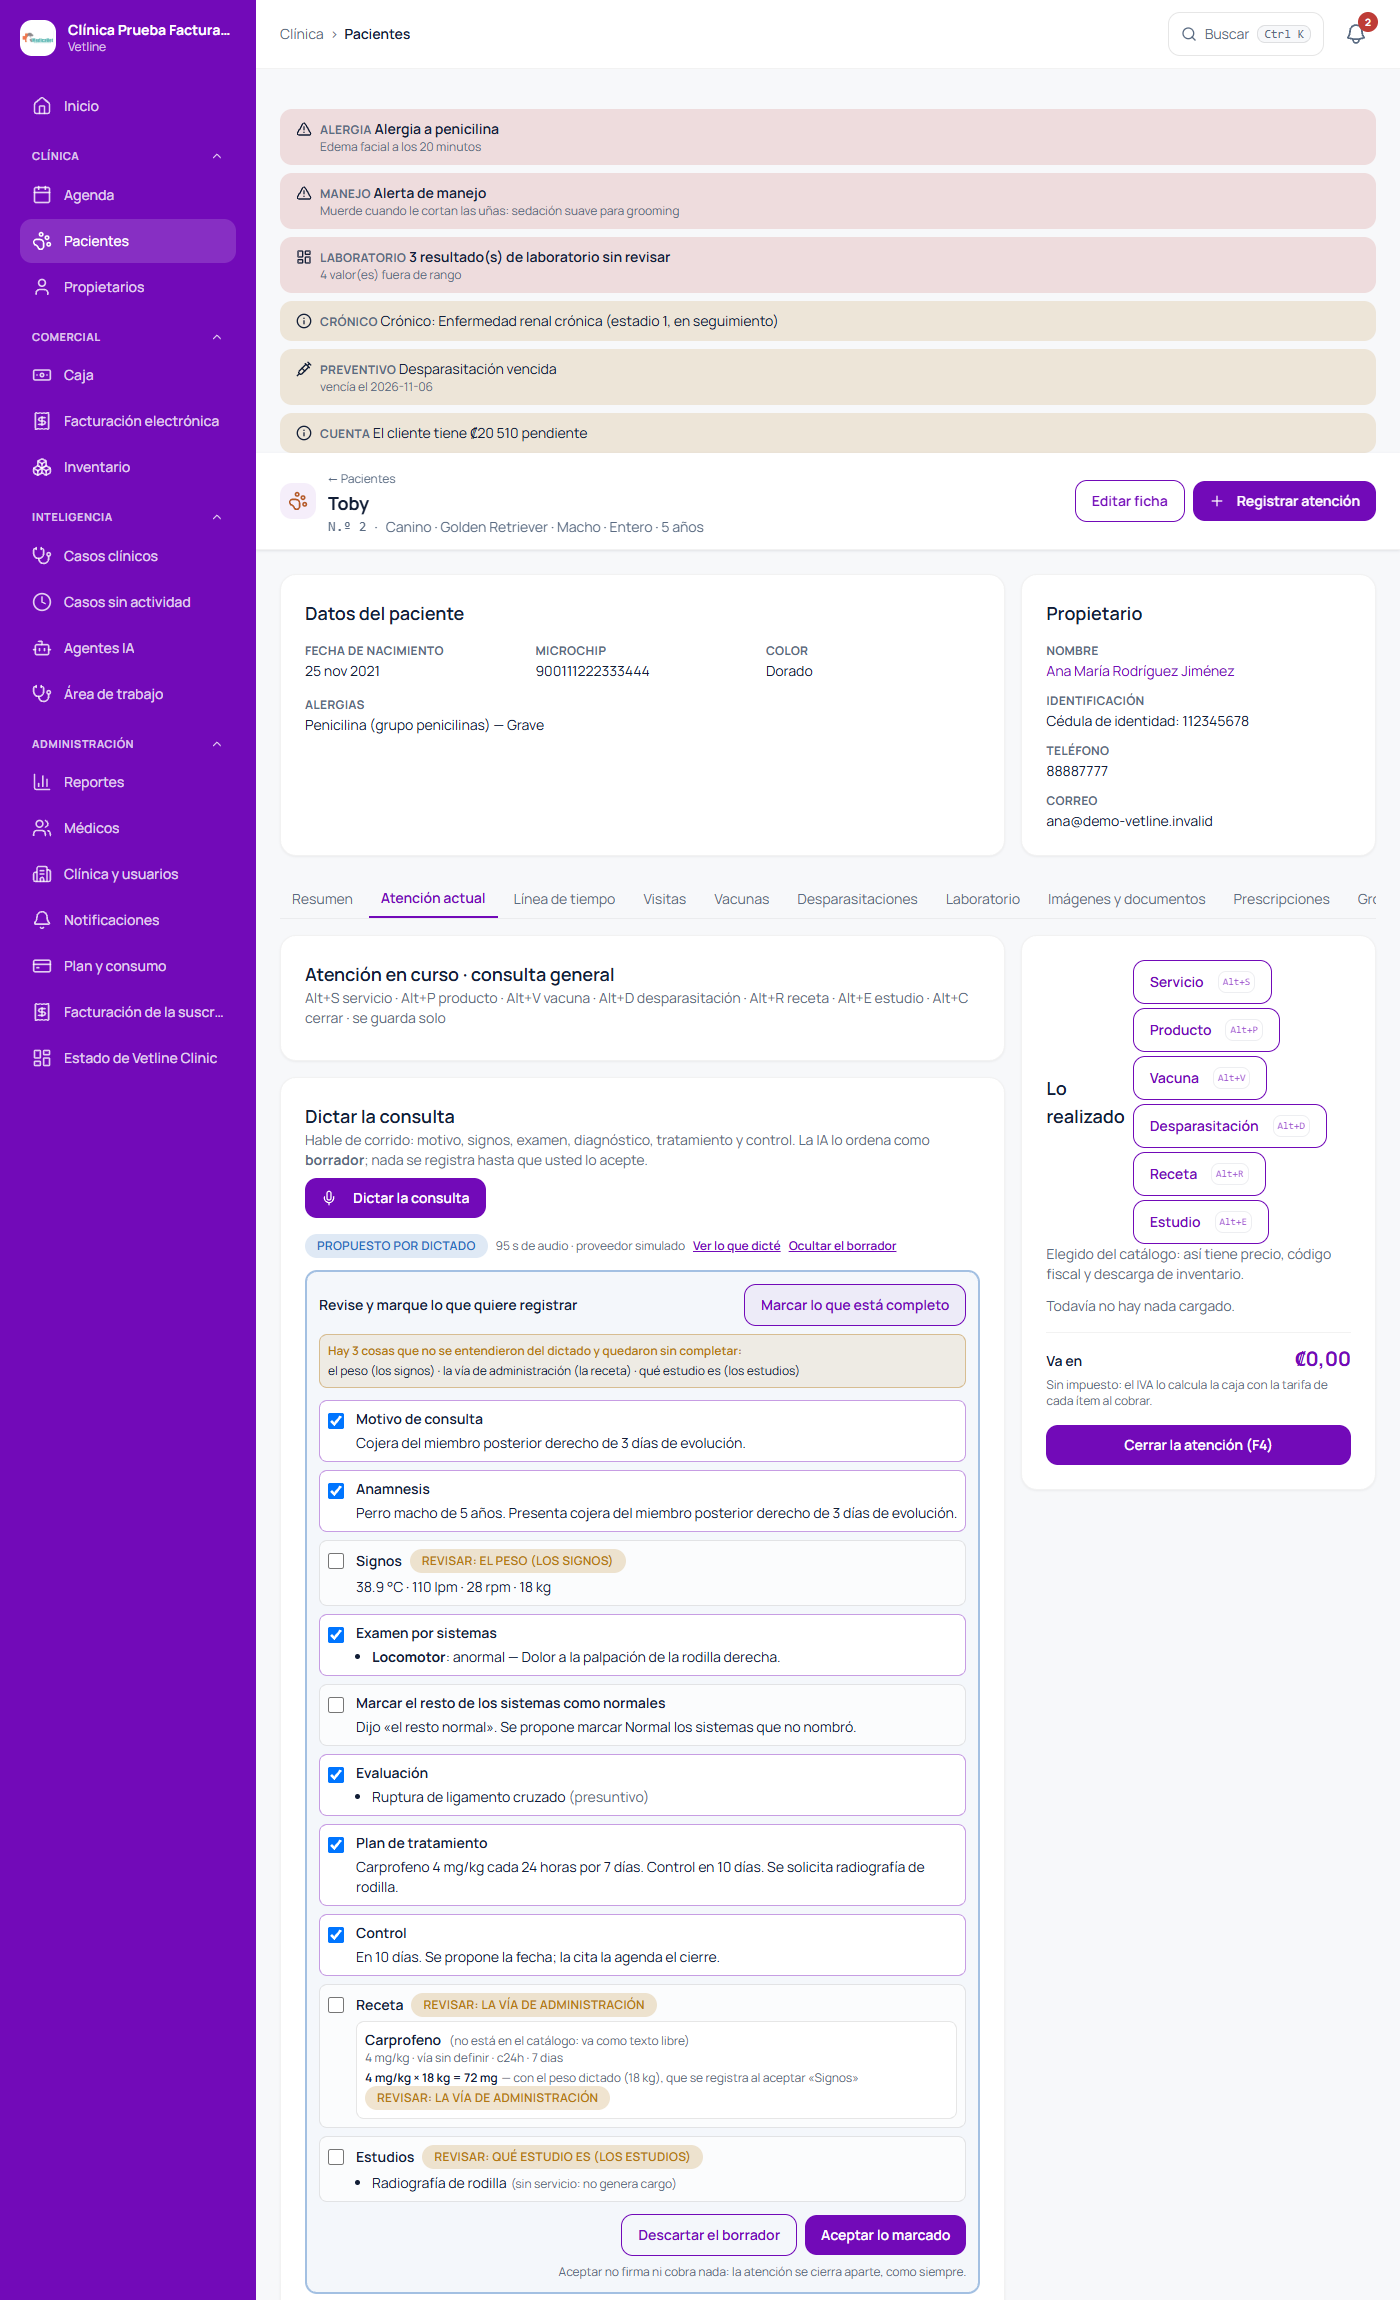 Clínica Prueba Factura...
Vetline
Inicio
CLÍNICA
Agenda
Pacientes
Propietarios
COMERCIAL
Caja
Facturación electrónica
Inventario
INTELIGENCIA
Casos clínicos
Casos sin actividad
Agentes IA
Área de trabajo
ADMINISTRACIÓN
Reportes
Médicos
Clínica y usuarios
Notificaciones
Plan y consumo
Facturación de la suscr...
Estado de Vetline Clinic
Clínica › Pacientes
Buscar Ctrl K
2
ALERGIA Alergia a penicilina
Edema facial a los 20 minutos
MANEJO Alerta de manejo
Muerde cuando le cortan las uñas: sedación suave para grooming
LABORATORIO 3 resultado(s) de laboratorio sin revisar
4 valor(es) fuera de rango
CRÓNICO Crónico: Enfermedad renal crónica (estadio 1, en seguimiento)
PREVENTIVO Desparasitación vencida
vencía el 2026-11-06
CUENTA El cliente tiene ₡20 510 pendiente
← Pacientes
Toby
N.º 2 · Canino · Golden Retriever · Macho · Entero · 5 años
Editar ficha
+ Registrar atención
Datos del paciente
FECHA DE NACIMIENTO
25 nov 2021
MICROCHIP
900111222333444
COLOR
Dorado
ALERGIAS
Penicilina (grupo penicilinas) — Grave
Propietario
NOMBRE
Ana María Rodríguez Jiménez
IDENTIFICACIÓN
Cédula de identidad: 112345678
TELÉFONO
88887777
CORREO
ana@demo-vetline.invalid
Resumen Atención actual Línea de tiempo Visitas Vacunas Desparasitaciones Laboratorio Imágenes y documentos Prescripciones Grc
Atención en curso · consulta general
Alt+S servicio · Alt+P producto · Alt+V vacuna · Alt+D desparasitación · Alt+R receta · Alt+E estudio · Alt+C
cerrar · se guarda solo
Dictar la consulta
Hable de corrido: motivo, signos, examen, diagnóstico, tratamiento y control. La IA lo ordena como
borrador; nada se registra hasta que usted lo acepte.
Dictar la consulta
PROPUESTO POR DICTADO 95 s de audio · proveedor simulado Ver lo que dicté Ocultar el borrador
Revise y marque lo que quiere registrar
Marcar lo que está completo
Hay 3 cosas que no se entendieron del dictado y quedaron sin completar:
el peso (los signos) · la vía de administración (la receta) · qué estudio es (los estudios)
Motivo de consulta
Cojera del miembro posterior derecho de 3 días de evolución.
Anamnesis
Perro macho de 5 años. Presenta cojera del miembro posterior derecho de 3 días de evolución.
Signos REVISAR: EL PESO (LOS SIGNOS)
38.9 °C · 110 lpm · 28 rpm · 18 kg
Examen por sistemas
• Locomotor: anormal — Dolor a la palpación de la rodilla derecha.
Marcar el resto de los sistemas como normales
Dijo «el resto normal». Se propone marcar Normal los sistemas que no nombró.
Evaluación
• Ruptura de ligamento cruzado (presuntivo)
Plan de tratamiento
Carprofeno 4 mg/kg cada 24 horas por 7 días. Control en 10 días. Se solicita radiografía de
rodilla.
Control
En 10 días. Se propone la fecha; la cita la agenda el cierre.
Receta REVISAR: LA VÍA DE ADMINISTRACIÓN
Carprofeno (no está en el catálogo: va como texto libre)
4 mg/kg · vía sin definir · c24h · 7 dias
4 mg/kg × 18 kg = 72 mg — con el peso dictado (18 kg), que se registra al aceptar «Signos»
REVISAR: LA VÍA DE ADMINISTRACIÓN
Estudios REVISAR: QUÉ ESTUDIO ES (LOS ESTUDIOS)
• Radiografía de rodilla (sin servicio: no genera cargo)
Descartar el borrador
Aceptar lo marcado
Aceptar no firma ni cobra nada: la atención se cierra aparte, como siempre.
Lo
realizado
Servicio Alt+S
Producto Alt+P
Vacuna Alt+V
Desparasitación Alt+D
Receta Alt+R
Estudio Alt+E
Elegido del catálogo: así tiene precio, código
fiscal y descarga de inventario.
Todavía no hay nada cargado.
Va en ₡0,00
Sin impuesto: el IVA lo calcula la caja con la tarifa de
cada ítem al cobrar.
Cerrar la atención (F4)